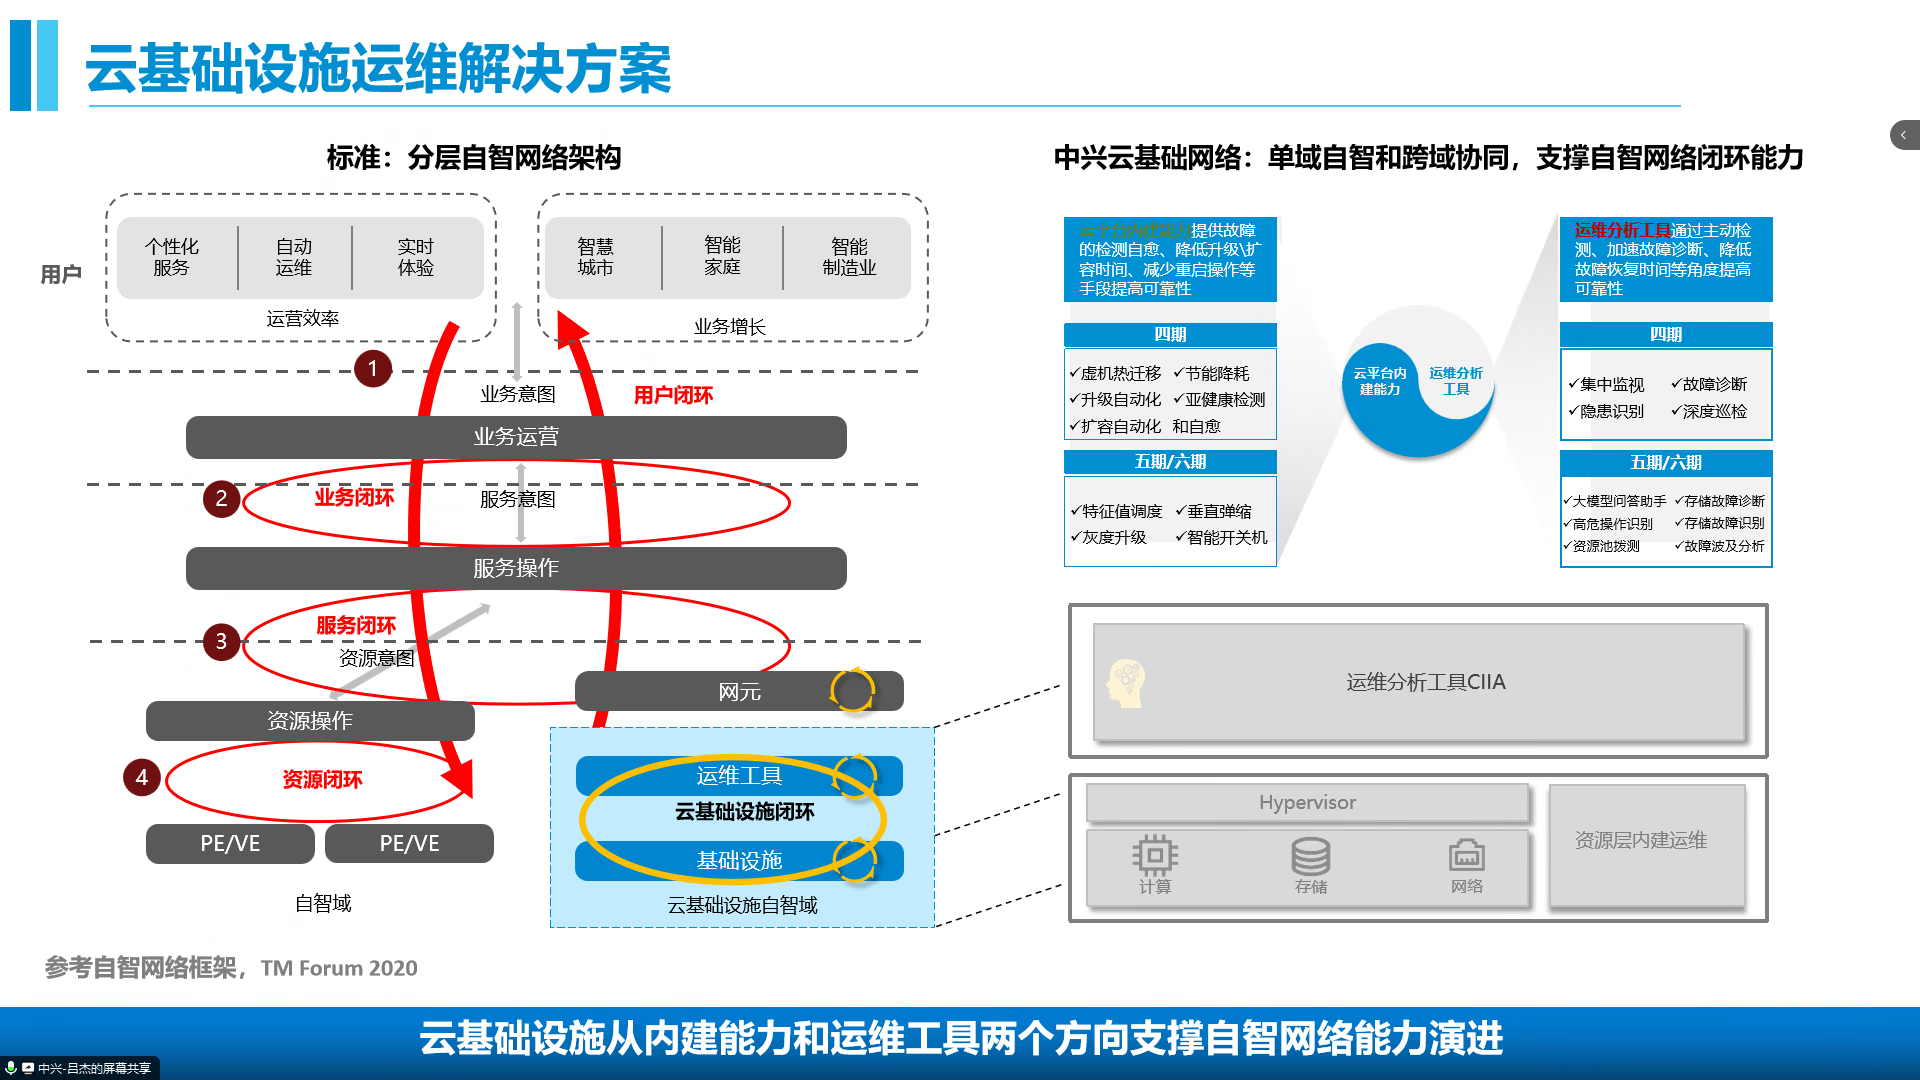 云基础设施运维解决方案
标准：分层自智网络架构
用户
个性化
服务
自动
运维
实时
体验
运营效率
智慧
城市
智能
家庭
智能
制造业
业务增长
1
业务意图
用户闭环
业务运营
2
业务闭环
服务意图
服务操作
3
服务闭环
资源意图
网元
资源操作
4
资源闭环
PE/VE
PE/VE
自智域
运维工具
云基础设施闭环
基础设施
云基础设施自智域
参考自智网络框架，TM Forum 2020
中兴云基础网络：单域自智和跨域协同，支撑自智网络闭环能力
云平台内建能力提供故障
的检测自愈、降低升级\扩
容时间、减少重启操作等
手段提高可靠性
四期
✓虚机热迁移 ✓节能降耗
✓升级自动化 ✓亚健康检测
✓扩容自动化 和自愈
五期/六期
✓特征值调度 ✓垂直弹缩
✓灰度升级 ✓智能开关机
云平台内
建能力
运维分析
工具
运维分析工具通过主动检
测、加速故障诊断、降低
故障恢复时间等角度提高
可靠性
四期
✓集中监视 ✓故障诊断
✓隐患识别 ✓深度巡检
五期/六期
✓大模型问答助手 ✓存储故障诊断
✓高危操作识别 ✓存储故障识别
✓资源池拨测 ✓故障波及分析
运维分析工具CIIA
Hypervisor
计算
存储
网络
资源层内建运维
云基础设施从内建能力和运维工具两个方向支撑自智网络能力演进
中兴-吕杰的屏幕共享